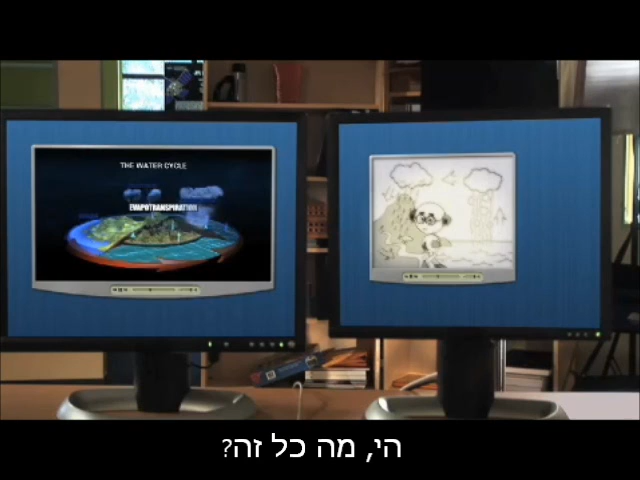 THE WATER CYCLE
EVAPOTRANSPIRATION
הי, מה כל זה?